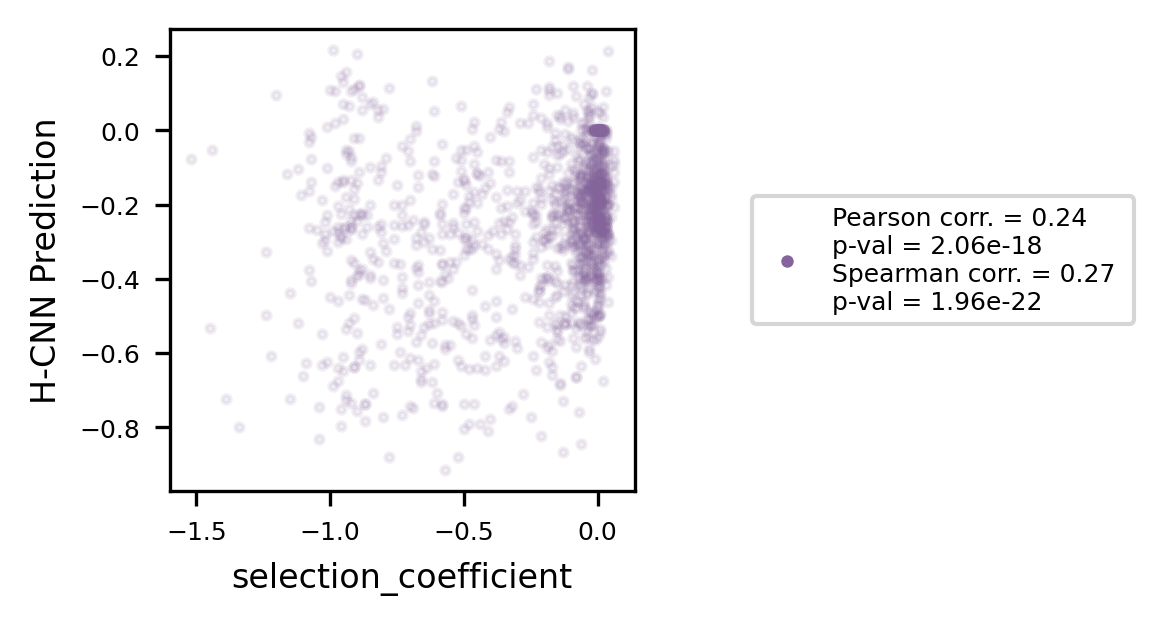 H-CNN Prediction
0.2
0.0
−0.2
−0.4
−0.6
−0.8
−1.5
−1.0
−0.5
0.0
selection_coefficient
Pearson corr. = 0.24
p-val = 2.06e-18
Spearman corr. = 0.27
p-val = 1.96e-22